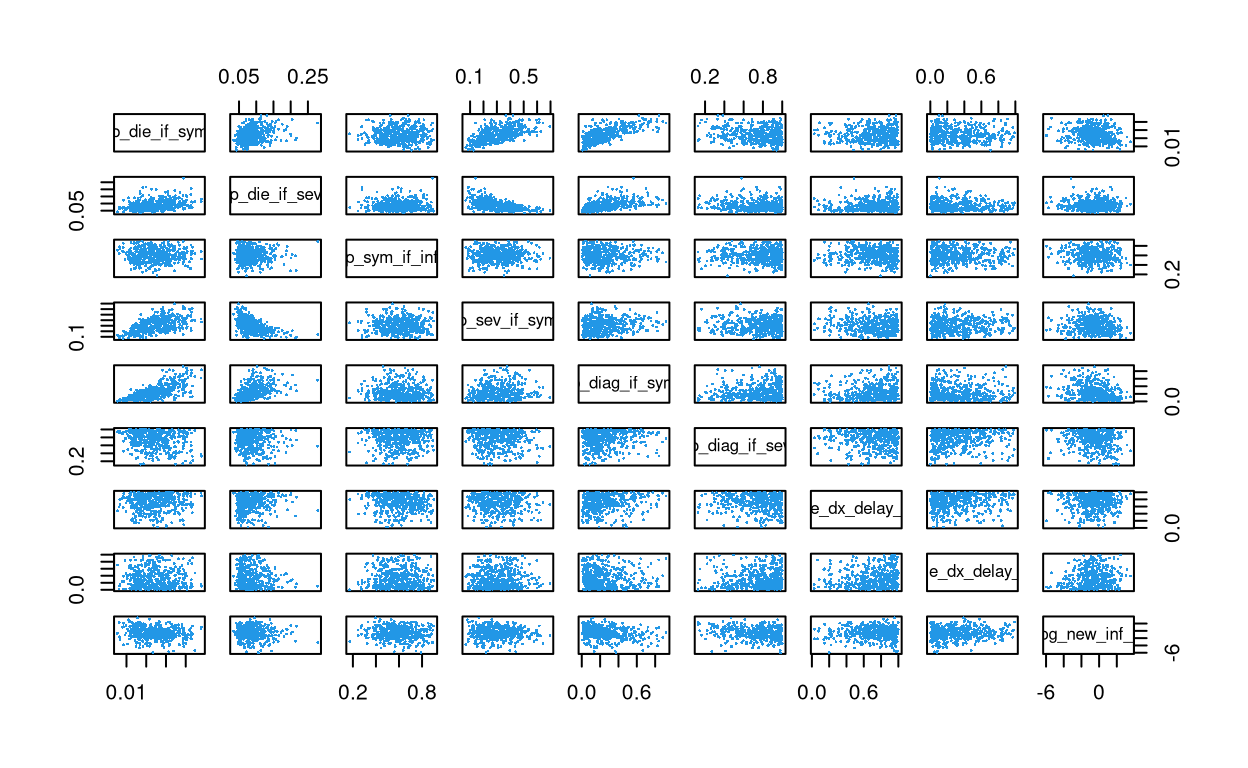 0.05 0.25 0.1 0.5 0.2 0.8 0.0 0.6
p_die_if_sym 0.01
0.05 p_die_if_sev
p_sym_if_inf 0.2
0.1 p_sev_if_sym
_diag_if_sym 0.0
0.2 p_diag_if_sev
e_dx_delay_ 0.0
0.0 e_dx_delay_
og_new_inf_ -6
0.01 0.2 0.8 0.0 0.6 0.0 0.6 -6 0